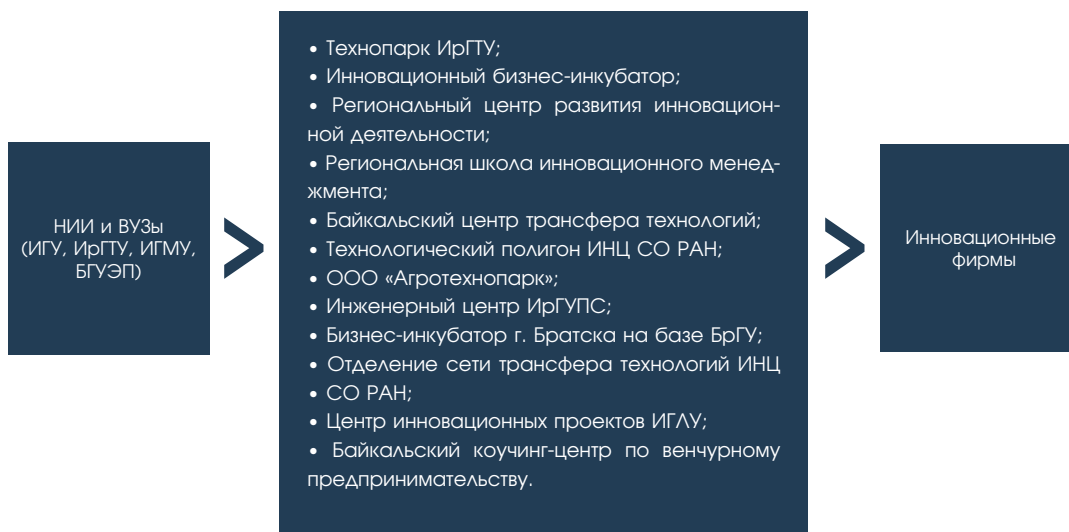 НИИ и ВУЗы
(ИГУ, ИрГТУ, ИГМУ,
БГУЭП)
• Технопарк ИрГТУ;
• Инновационный бизнес-инкубатор;
• Региональный центр развития инновацион-
ной деятельности;
• Региональная школа инновационного менед-
жмента;
• Байкальский центр трансфера технологий;
• Технологический полигон ИНЦ СО РАН;
• ООО «Агротехнопарк»;
• Инженерный центр ИрГУПС;
• Бизнес-инкубатор г. Братска на базе БрГУ;
• Отделение сети трансфера технологий ИНЦ
• СО РАН;
• Центр инновационных проектов ИГЛУ;
• Байкальский коучинг-центр по венчурному
предпринимательству.
Инновационные
фирмы